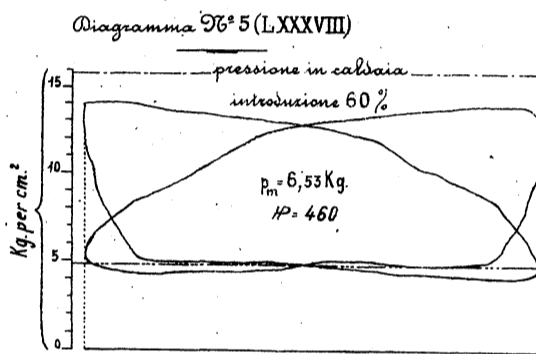 Diagramma Nº 5 (LXXXVIII)
pressione in caldaia
introduzione 60 %
pm = 6,53 Kg.
HP = 460
Kg. per cm.²
15
10
5
0